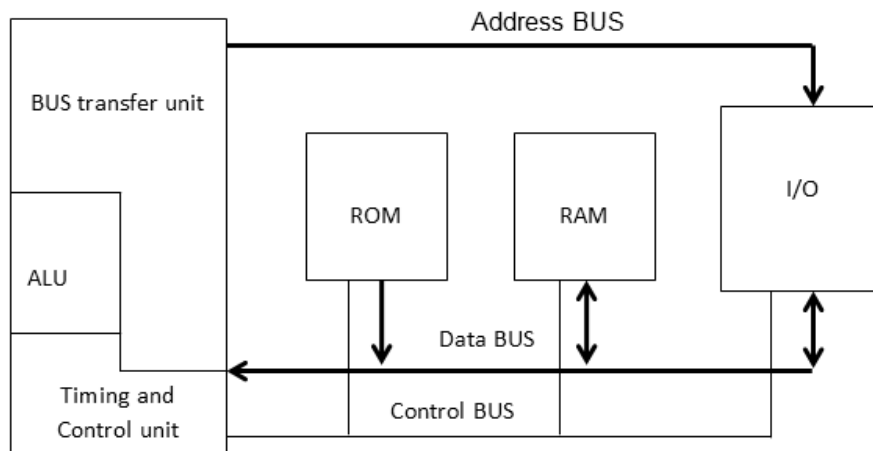 Address BUS
BUS transfer unit
ROM
RAM
I/O
ALU
Data BUS
Timing and
Control unit
Control BUS